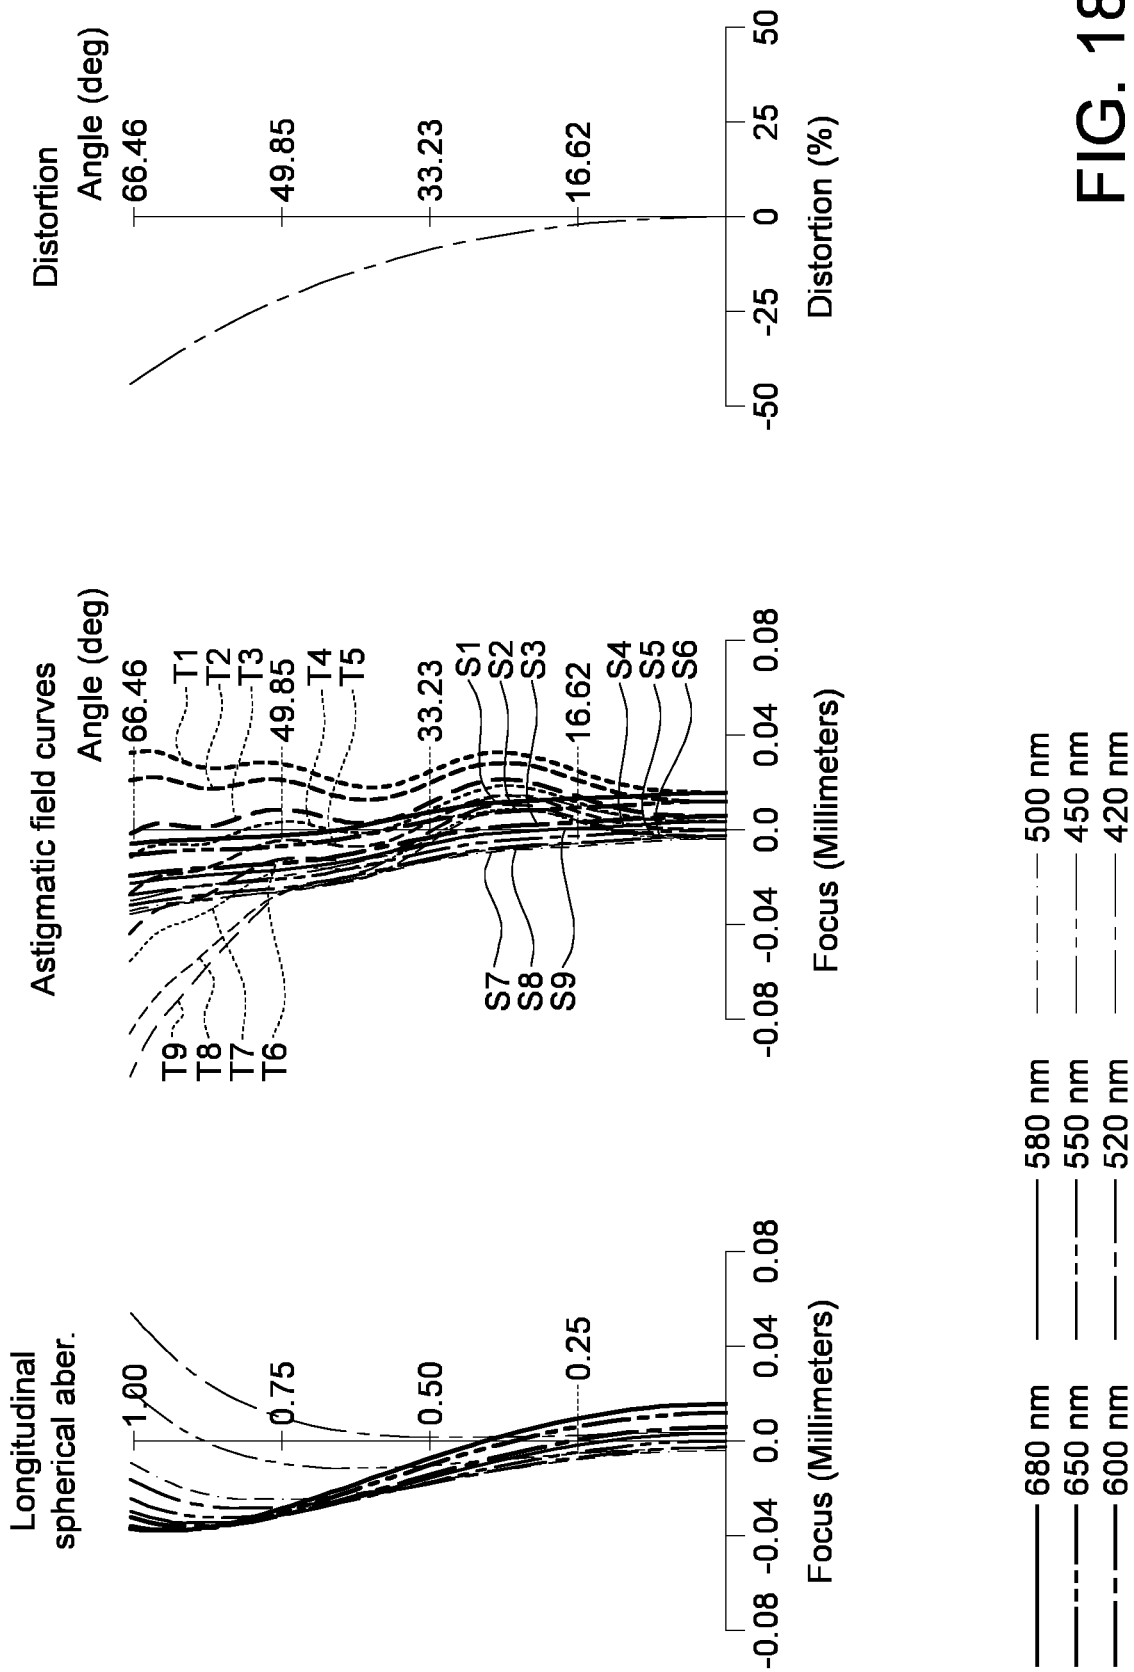 Longitudinal
spherical aber.
1.00
0.75
0.50
0.25
-0.08 -0.04 0.0 0.04 0.08
Focus (Millimeters)
Astigmatic field curves
Angle (deg)
66.46
T1
T2
T3
49.85
T4
T5
33.23
S1
S2
S3
16.62
S4
S5
S6
T9
T8
T7
T6
S7
S8
S9
-0.08 -0.04 0.0 0.04 0.08
Focus (Millimeters)
Distortion
Angle (deg)
66.46
49.85
33.23
16.62
-50 -25 0 25 50
Distortion (%)
680 nm 580 nm 500 nm
650 nm 550 nm 450 nm
600 nm 520 nm 420 nm
FIG. 18